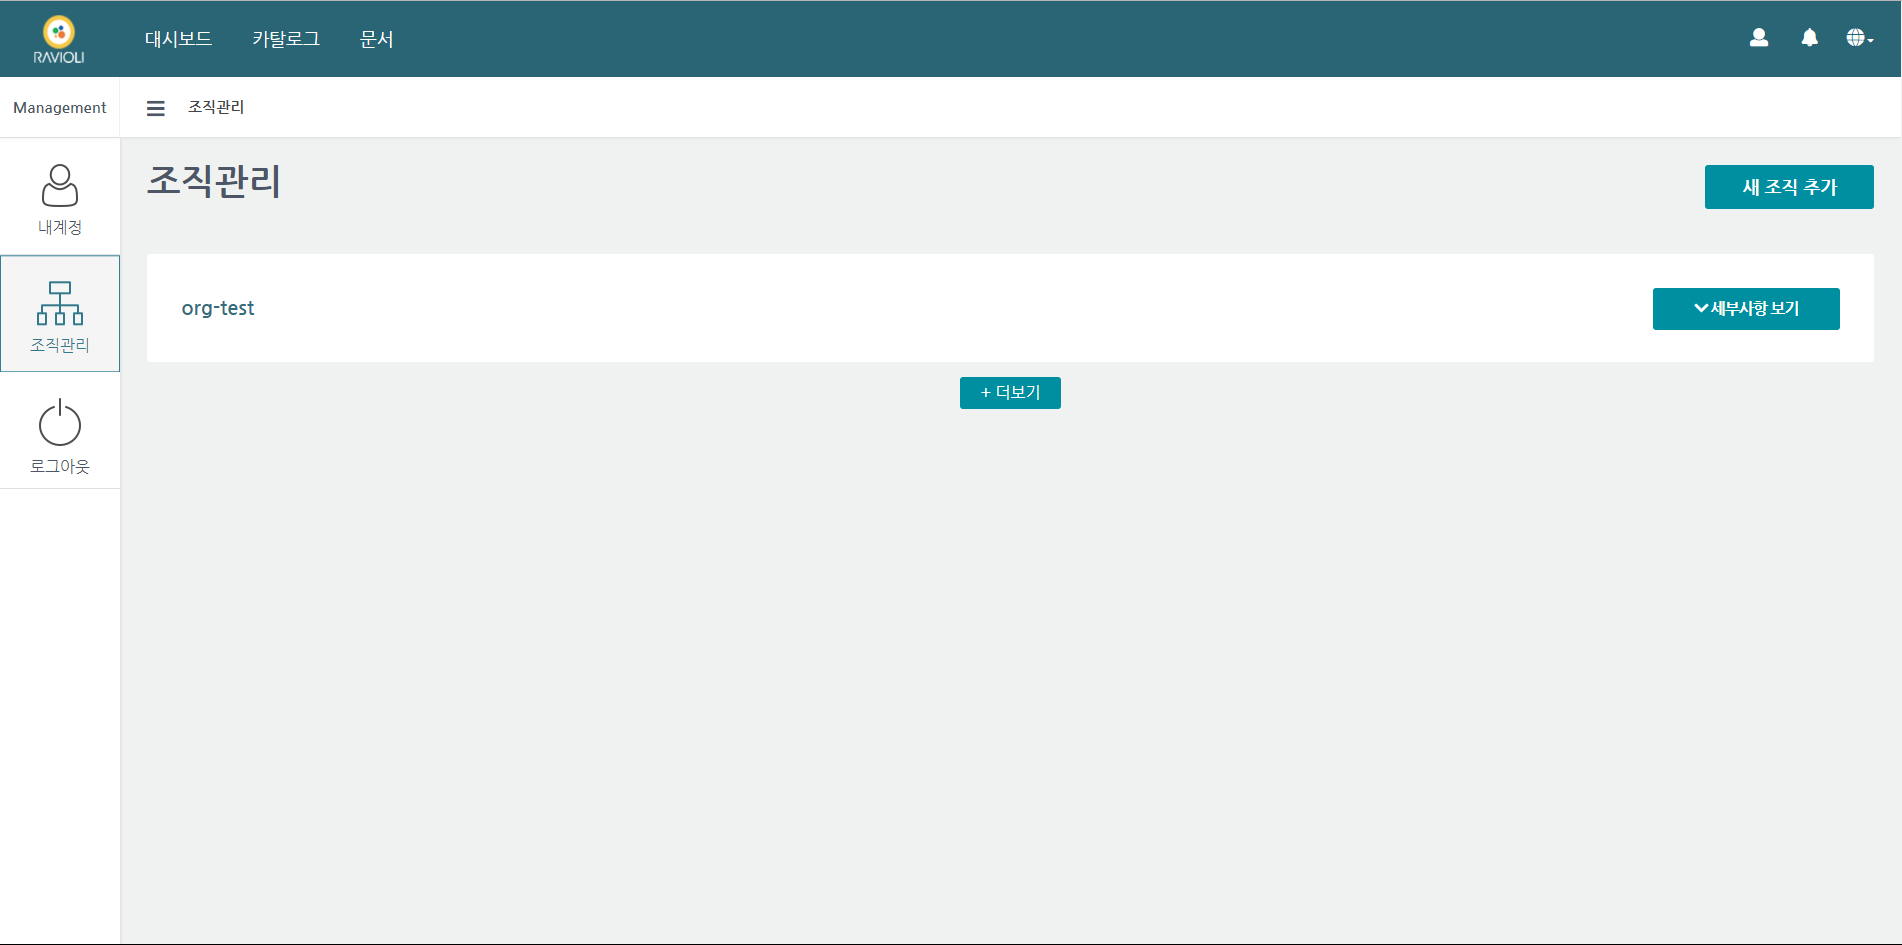 RAVIOLI
대시보드 카탈로그 문서
Management
조직관리
내계정
조직관리
로그아웃
조직관리
새 조직 추가
org-test
세부사항 보기
+ 더보기